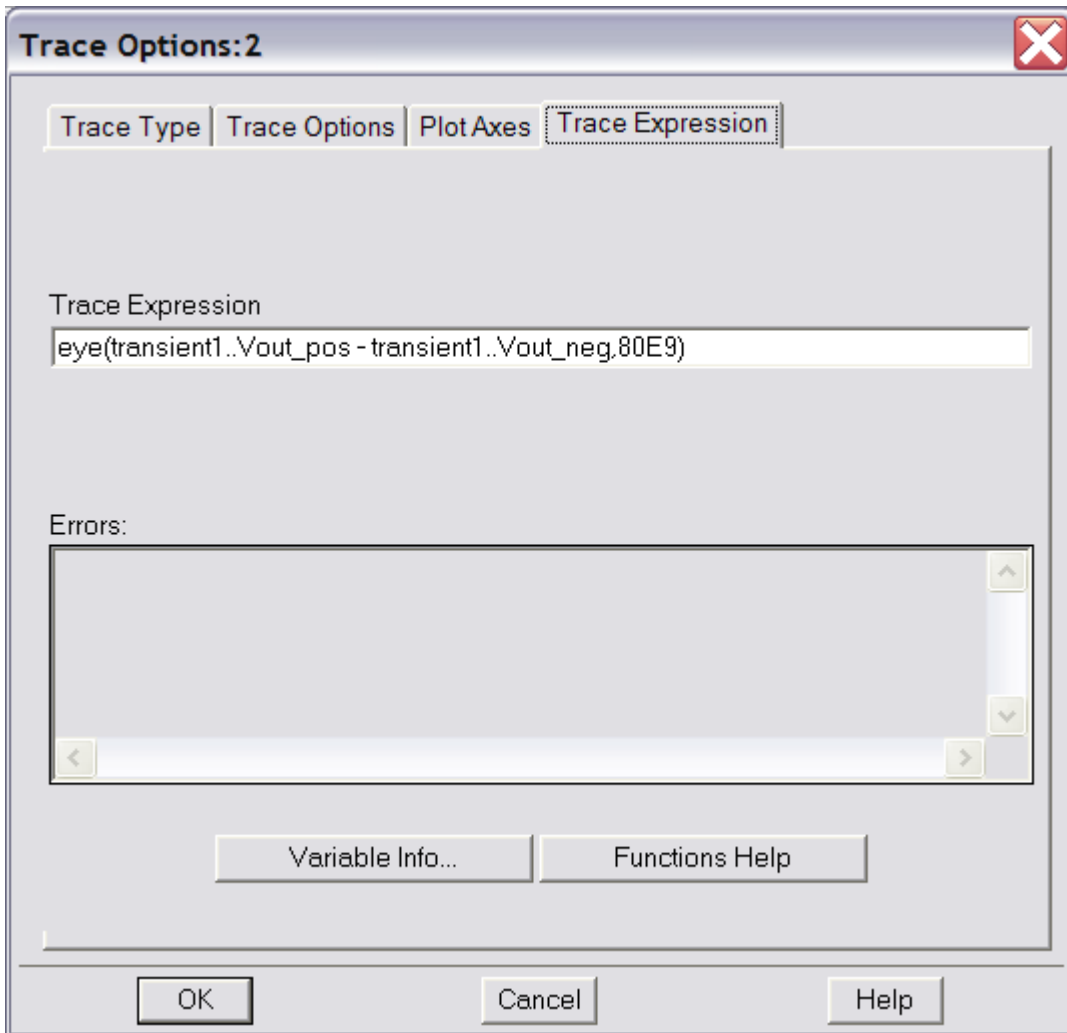 Trace Options:2
Trace Type Trace Options Plot Axes Trace Expression
Trace Expression
eye(transient1..Vout_pos - transient1..Vout_neg,80E9)
Errors:
Variable Info... Functions Help
OK Cancel Help